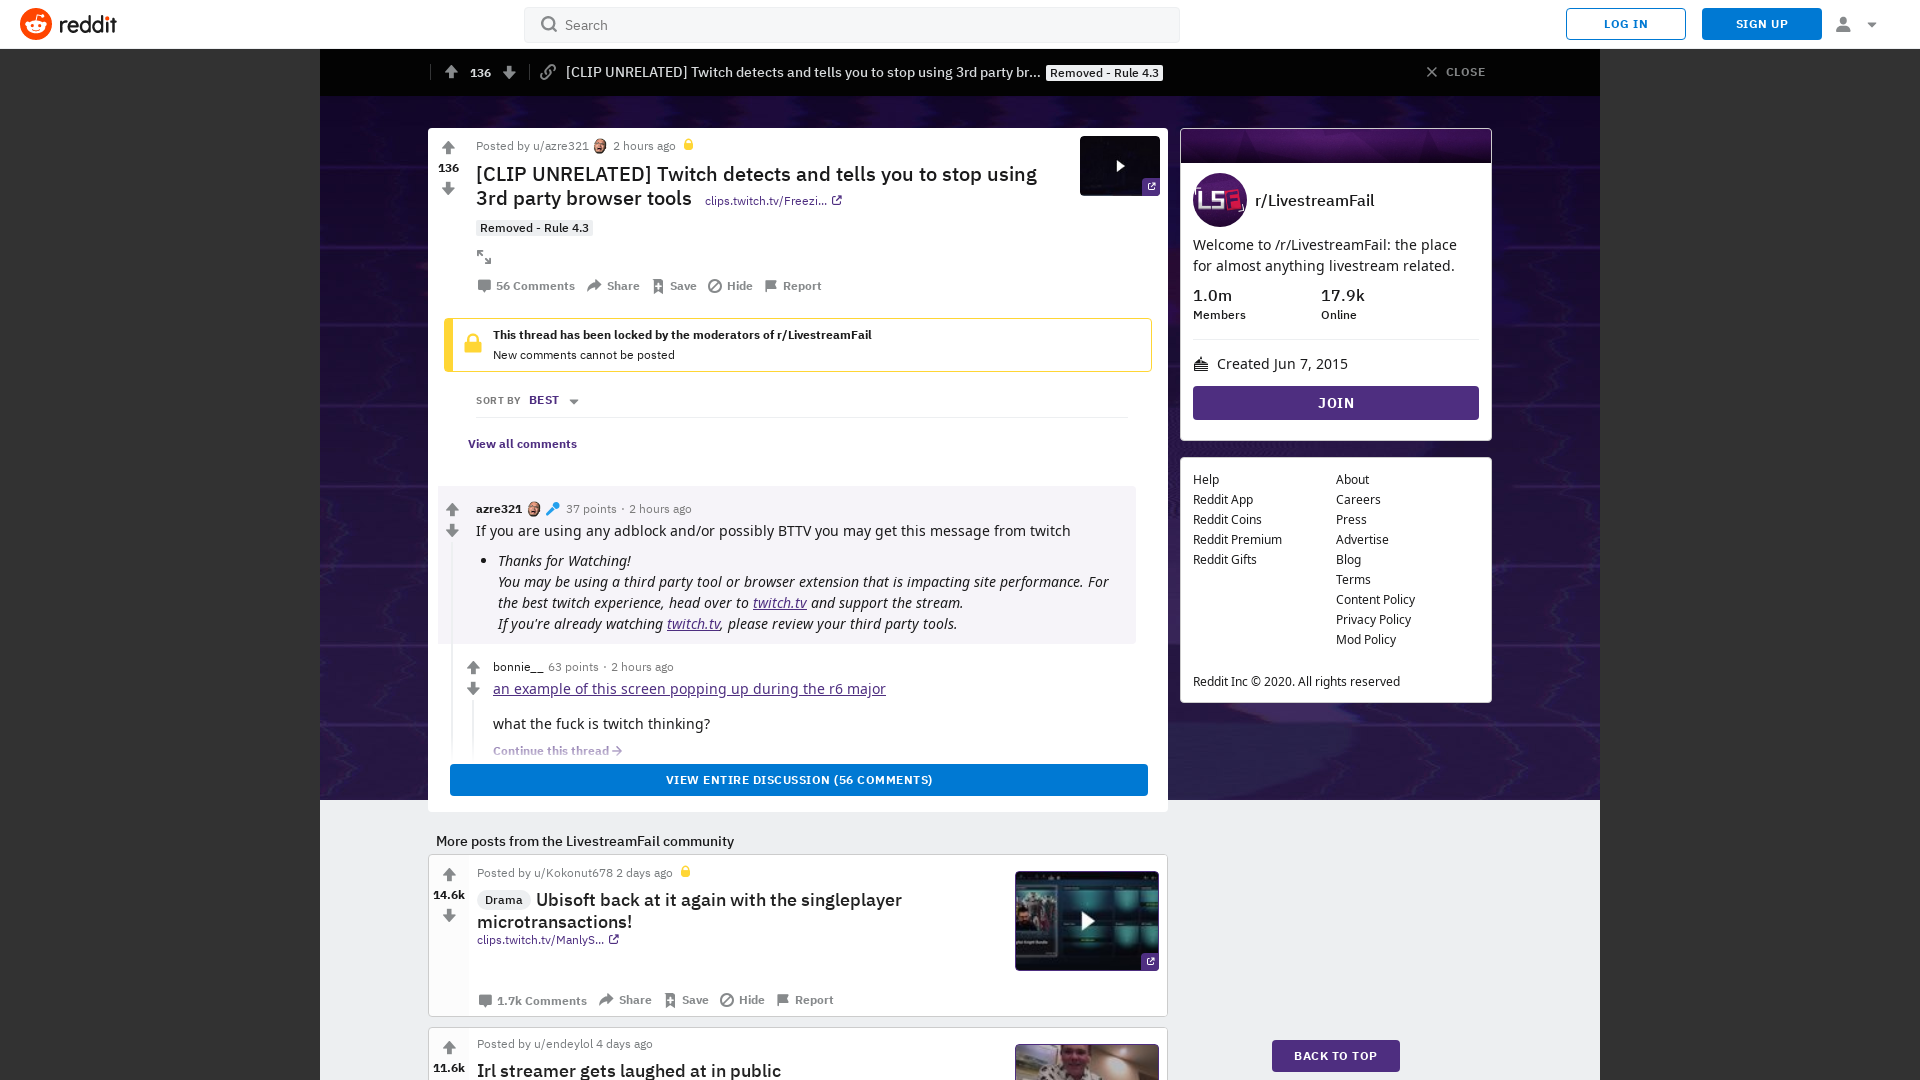 reddit
Search
LOG IN
SIGN UP
136
[CLIP UNRELATED] Twitch detects and tells you to stop using 3rd party br...
Removed - Rule 4.3
CLOSE
136
Posted by u/azre321 2 hours ago
[CLIP UNRELATED] Twitch detects and tells you to stop using
3rd party browser tools
clips.twitch.tv/Freezi...
Removed - Rule 4.3
56 Comments
Share
Save
Hide
Report
This thread has been locked by the moderators of r/LivestreamFail
New comments cannot be posted
SORT BY BEST
View all comments
azre321 37 points · 2 hours ago
If you are using any adblock and/or possibly BTTV you may get this message from twitch
• Thanks for Watching!
You may be using a third party tool or browser extension that is impacting site performance. For
the best twitch experience, head over to twitch.tv and support the stream.
If you're already watching twitch.tv, please review your third party tools.
bonnie__ 63 points · 2 hours ago
an example of this screen popping up during the r6 major
what the fuck is twitch thinking?
Continue this thread
VIEW ENTIRE DISCUSSION (56 COMMENTS)
More posts from the LivestreamFail community
14.6k
Posted by u/Kokonut678 2 days ago
Drama Ubisoft back at it again with the singleplayer
microtransactions!
clips.twitch.tv/ManlyS...
1.7k Comments
Share
Save
Hide
Report
11.6k
Posted by u/endeylol 4 days ago
Irl streamer gets laughed at in public
LSF
r/LivestreamFail
Welcome to /r/LivestreamFail: the place
for almost anything livestream related.
1.0m
Members
17.9k
Online
Created Jun 7, 2015
JOIN
Help
Reddit App
Reddit Coins
Reddit Premium
Reddit Gifts
About
Careers
Press
Advertise
Blog
Terms
Content Policy
Privacy Policy
Mod Policy
Reddit Inc © 2020. All rights reserved
BACK TO TOP